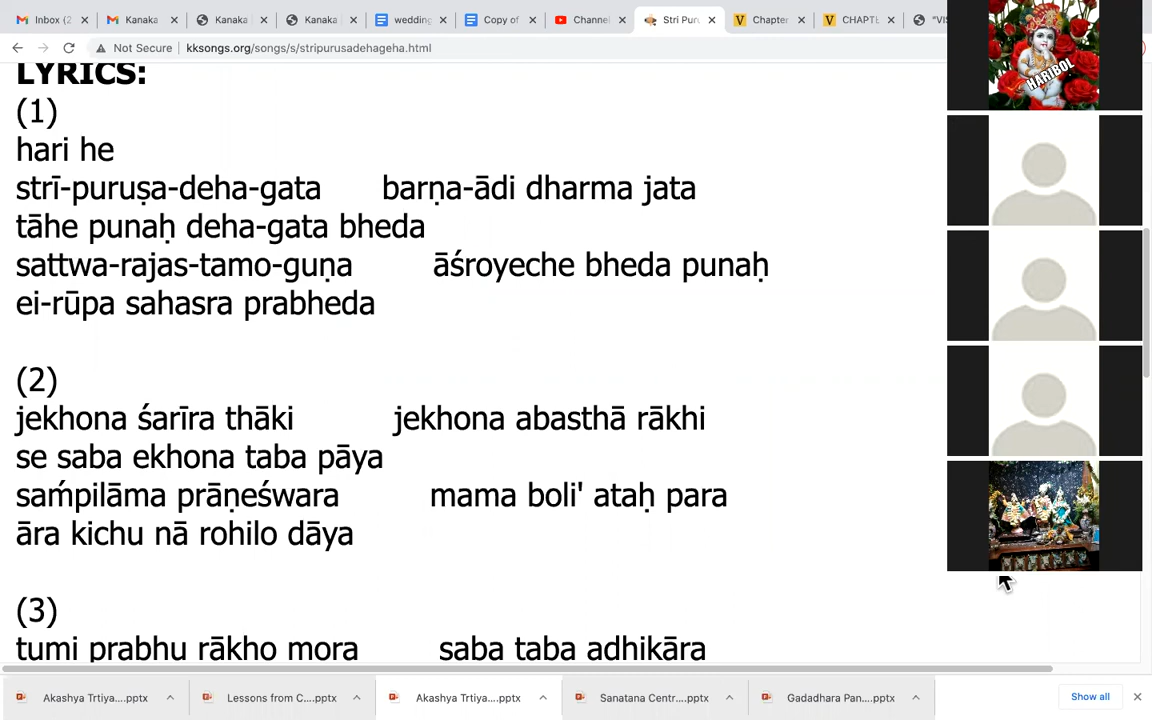 Inbox (2
Kanaka
Kanaka
Kanaka
wedding
Copy of
Channel
Stri Puru
Chapter
CHAPTE
"VIS
Not Secure | kksongs.org/songs/s/stripurusadehageha.html
HARIBOL
LYRICS:
(1)
hari he
strī-puruṣa-deha-gata barṇa-ādi dharma jata
tāhe punaḥ deha-gata bheda
sattwa-rajas-tamo-guṇa āśroyeche bheda punaḥ
ei-rūpa sahasra prabheda
(2)
jekhona śarīra thāki jekhona abasthā rākhi
se saba ekhona taba pāya
saḿpilāma prāṇeśwara mama boli' ataḥ para
āra kichu nā rohilo dāya
(3)
tumi prabhu rākho mora saba taba adhikāra
Akashya Trtiya....pptx
Lessons from C....pptx
Akashya Trtiya....pptx
Sanatana Centr....pptx
Gadadhara Pan....pptx
Show all